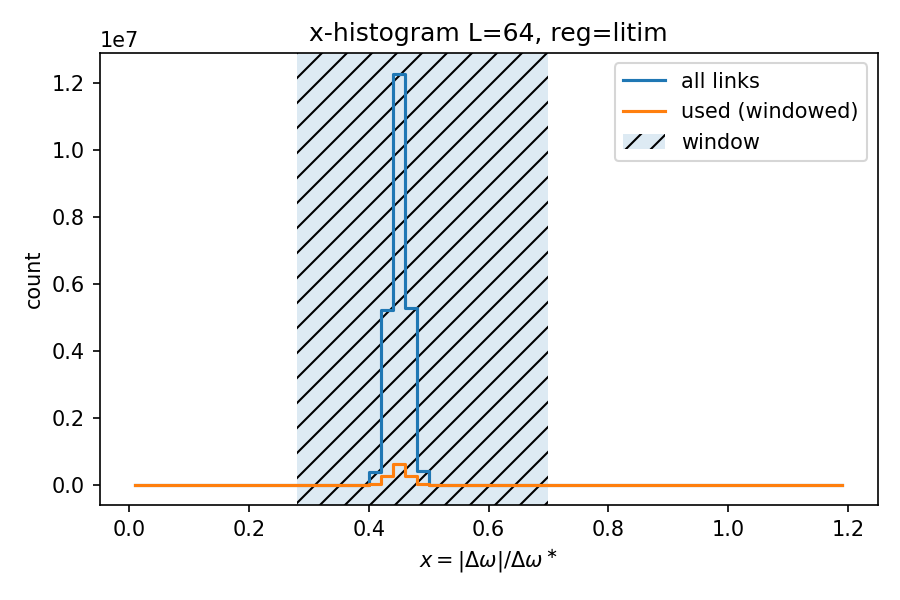 x-histogram L=64, reg=litim
1e7
all links
used (windowed)
window
1.2
1.0
0.8
0.6
0.4
0.2
0.0
count
0.0 0.2 0.4 0.6 0.8 1.0 1.2
x = |Δω|/Δω*